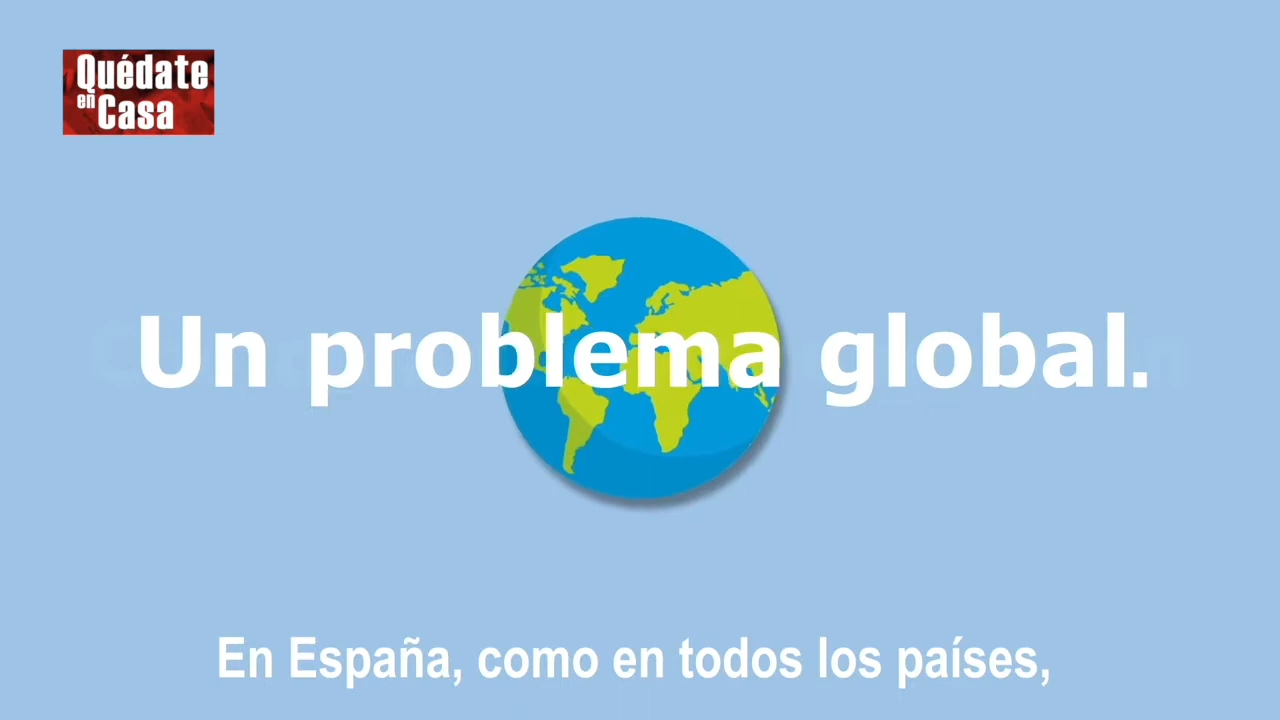 Quédate
en Casa
Un problema global.
En España, como en todos los países,